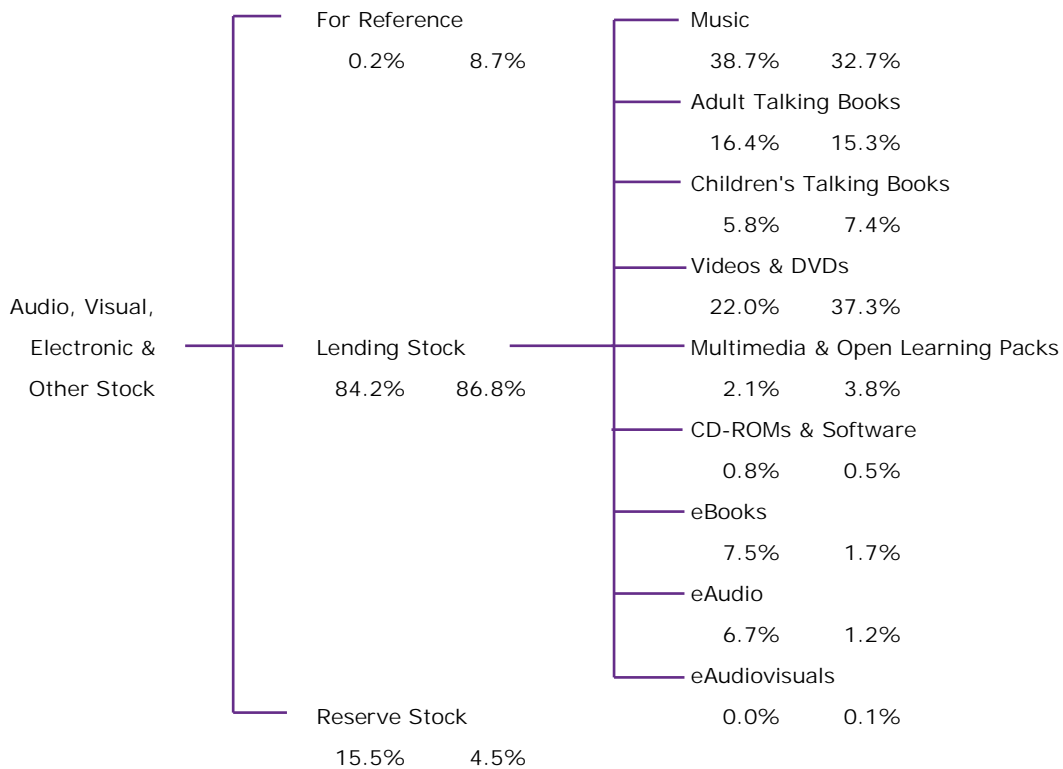 Audio, Visual,
Electronic &
Other Stock
For Reference
0.2% 8.7%
Lending Stock
84.2% 86.8%
Reserve Stock
15.5% 4.5%
Music
38.7% 32.7%
Adult Talking Books
16.4% 15.3%
Children's Talking Books
5.8% 7.4%
Videos & DVDs
22.0% 37.3%
Multimedia & Open Learning Packs
2.1% 3.8%
CD-ROMs & Software
0.8% 0.5%
eBooks
7.5% 1.7%
eAudio
6.7% 1.2%
eAudiovisuals
0.0% 0.1%